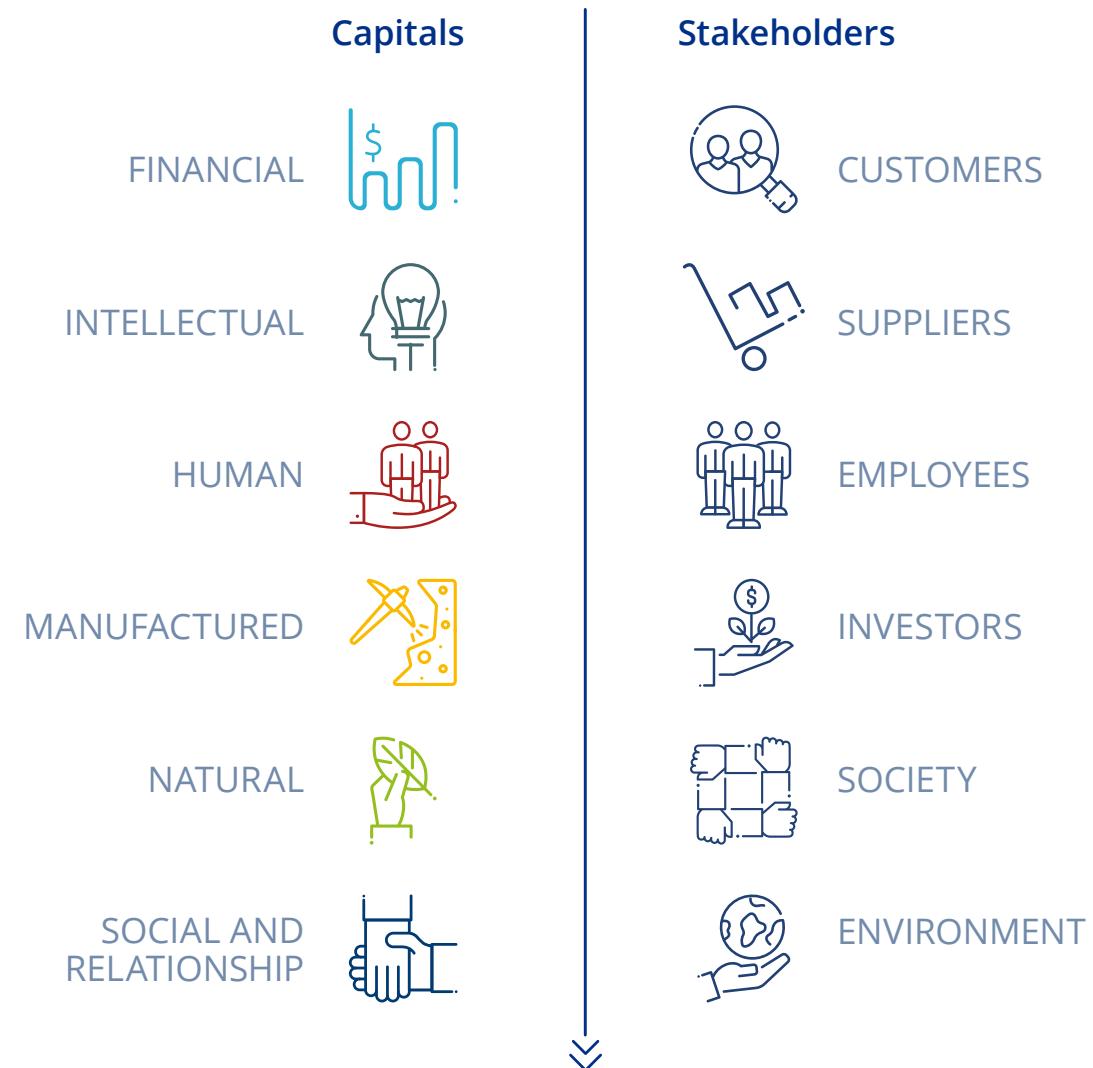 Capitals
FINANCIAL
$
INTELLECTUAL
HUMAN
MANUFACTURED
NATURAL
SOCIAL AND
RELATIONSHIP
Stakeholders
CUSTOMERS
SUPPLIERS
EMPLOYEES
$
INVESTORS
SOCIETY
ENVIRONMENT